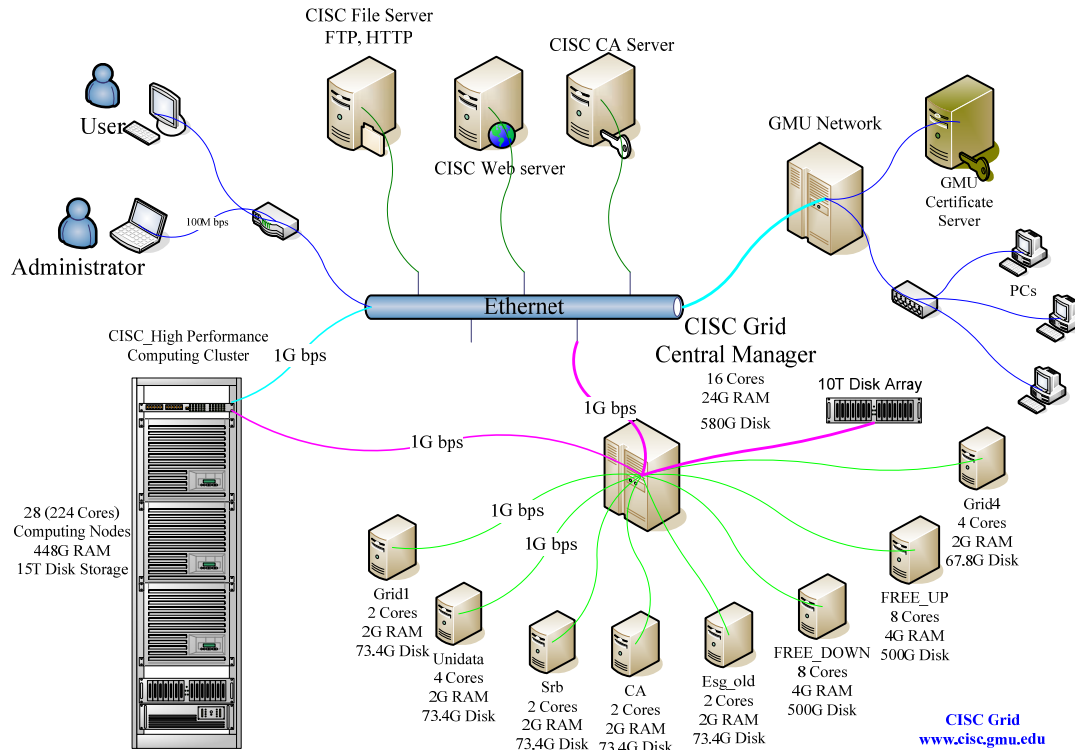 CISC File Server
FTP, HTTP
CISC CA Server
User
CISC Web server
GMU Network
GMU
Certificate
Server
Administrator
100M bps
PCs
Ethernet
CISC_High Performance
Computing Cluster
1G bps
CISC Grid
Central Manager
16 Cores
24G RAM
580G Disk
10T Disk Array
1G bps
1G bps
28 (224 Cores)
Computing Nodes
448G RAM
15T Disk Storage
1G bps
1G bps
Grid1
2 Cores
2G RAM
73.4G Disk
Unidata
4 Cores
2G RAM
73.4G Disk
Srb
2 Cores
2G RAM
73.4G Disk
CA
2 Cores
2G RAM
73.4G Disk
Esg_old
2 Cores
2G RAM
73.4G Disk
FREE_DOWN
8 Cores
4G RAM
500G Disk
FREE_UP
8 Cores
4G RAM
500G Disk
Grid4
4 Cores
2G RAM
67.8G Disk
CISC Grid
www.cisc.gmu.edu